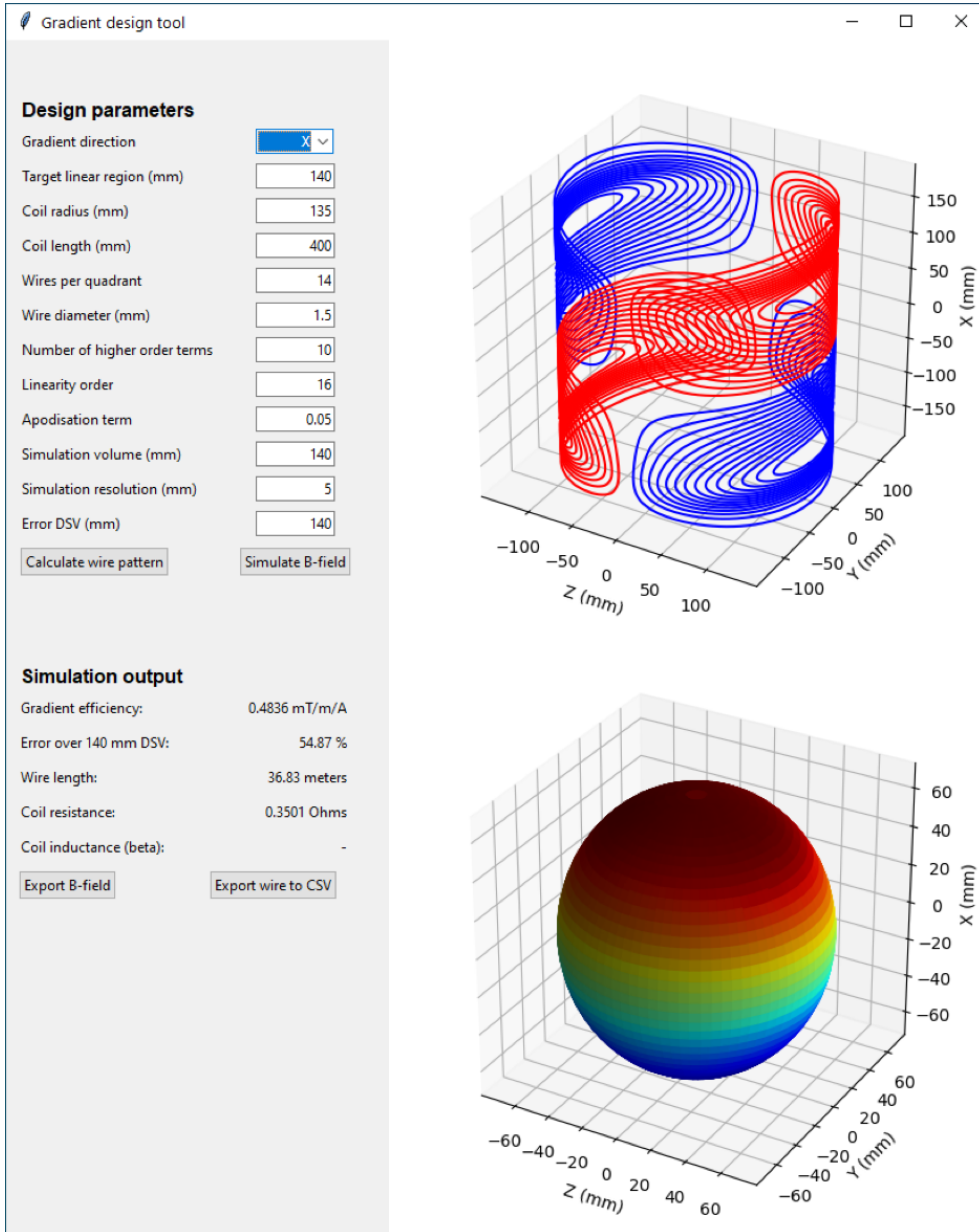 Gradient design tool
Design parameters
Gradient direction X
Target linear region (mm) 140
Coil radius (mm) 135
Coil length (mm) 400
Wires per quadrant 14
Wire diameter (mm) 1.5
Number of higher order terms 10
Linearity order 16
Apodisation term 0.05
Simulation volume (mm) 140
Simulation resolution (mm) 5
Error DSV (mm) 140
Calculate wire pattern Simulate B-field
Simulation output
Gradient efficiency: 0.4836 mT/m/A
Error over 140 mm DSV: 54.87 %
Wire length: 36.83 meters
Coil resistance: 0.3501 Ohms
Coil inductance (beta): -
Export B-field Export wire to CSV
150
100
50
0
−50
−100
−150
X (mm)
−100
−50
0
50
100
Z (mm)
−100
−50
0
50
100
Y (mm)
60
40
20
0
−20
−40
−60
X (mm)
−60
−40
−20
0
20
40
60
Z (mm)
−60
−40
−20
0
20
40
60
Y (mm)